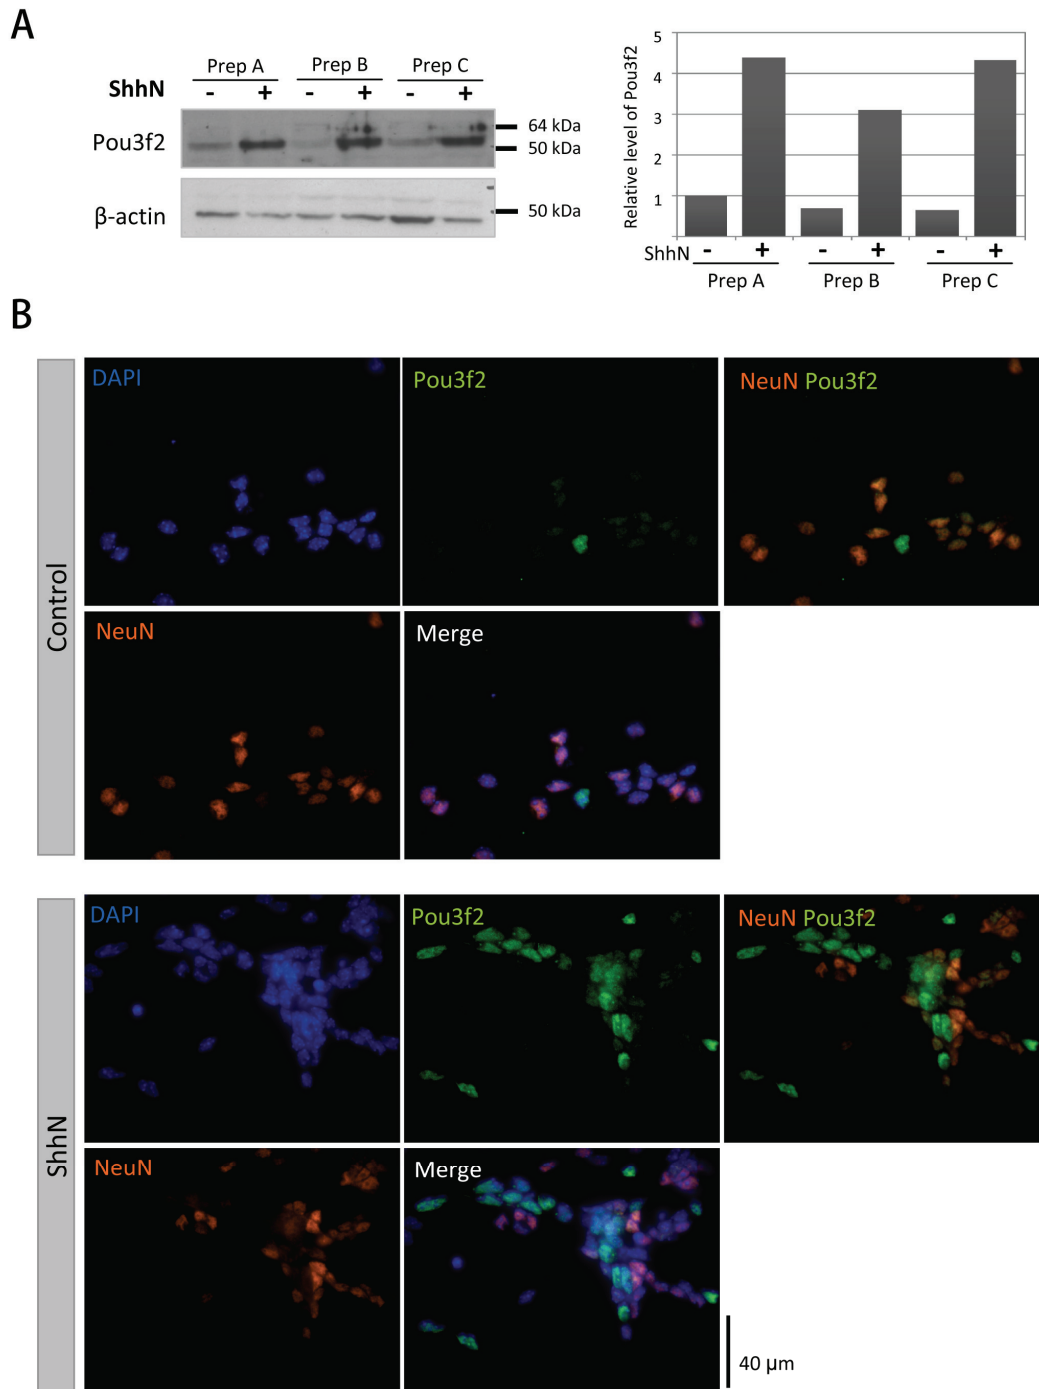 A
Prep A Prep B Prep C
ShhN - + - + - +
Pou3f2
64 kDa
50 kDa
β-actin
50 kDa
Relative level of Pou3f2
5
4
3
2
1
ShhN - + - + - +
Prep A Prep B Prep C
B
Control
DAPI
Pou3f2
NeuN Pou3f2
NeuN
Merge
ShhN
DAPI
Pou3f2
NeuN Pou3f2
NeuN
Merge
40 μm